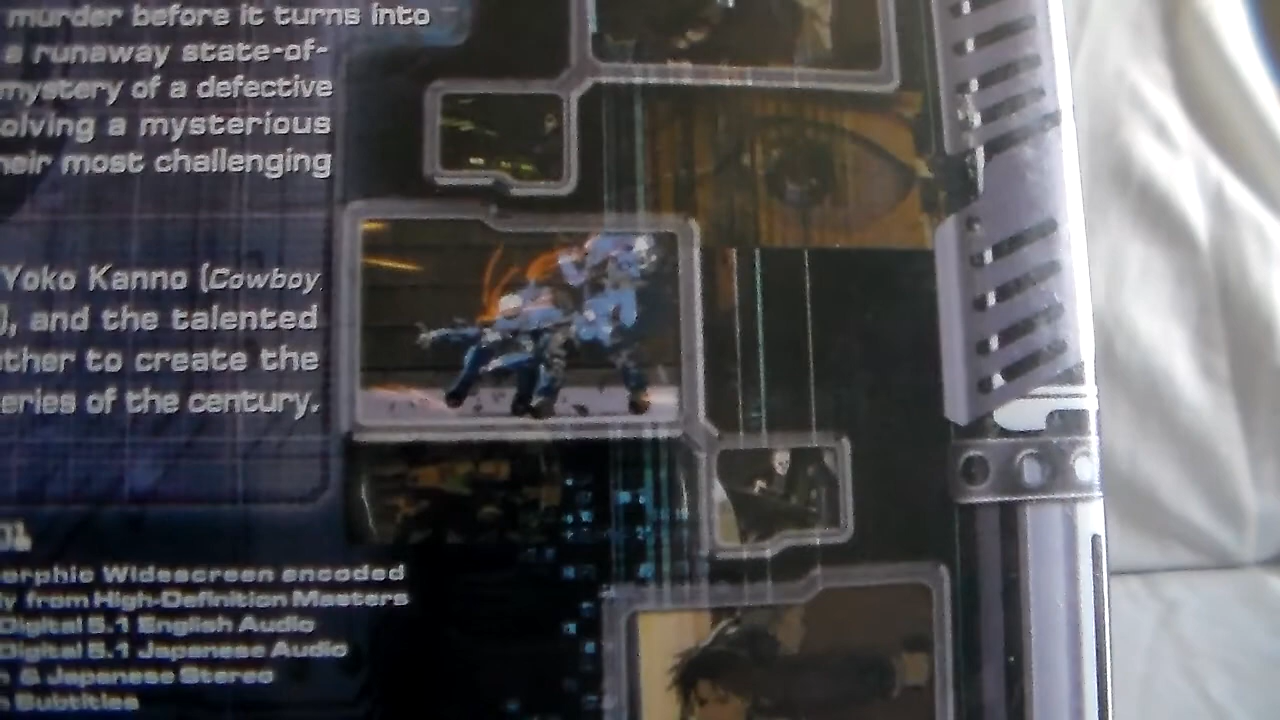 murder before it turns into
a runaway state-of-
mystery of a defective
olving a mysterious
heir most challenging
Yoko Kanno (Cowboy
), and the talented
ther to create the
eries of the century.
01
orphic Widescreen encoded
ly from High-Definition Masters
Digital 5.1 English Audio
Digital 5.1 Japanese Audio
h & Japanese Stereo
h Subtitles